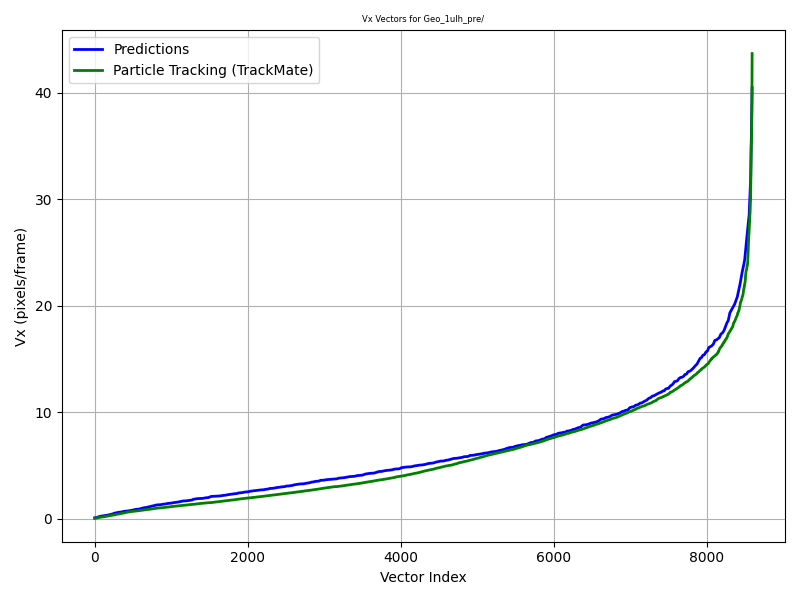 Vx Vectors for Geo_1ulh_pre/
Predictions
Particle Tracking (TrackMate)
Vx (pixels/frame)
40
30
20
10
0
0 2000 4000 6000 8000
Vector Index